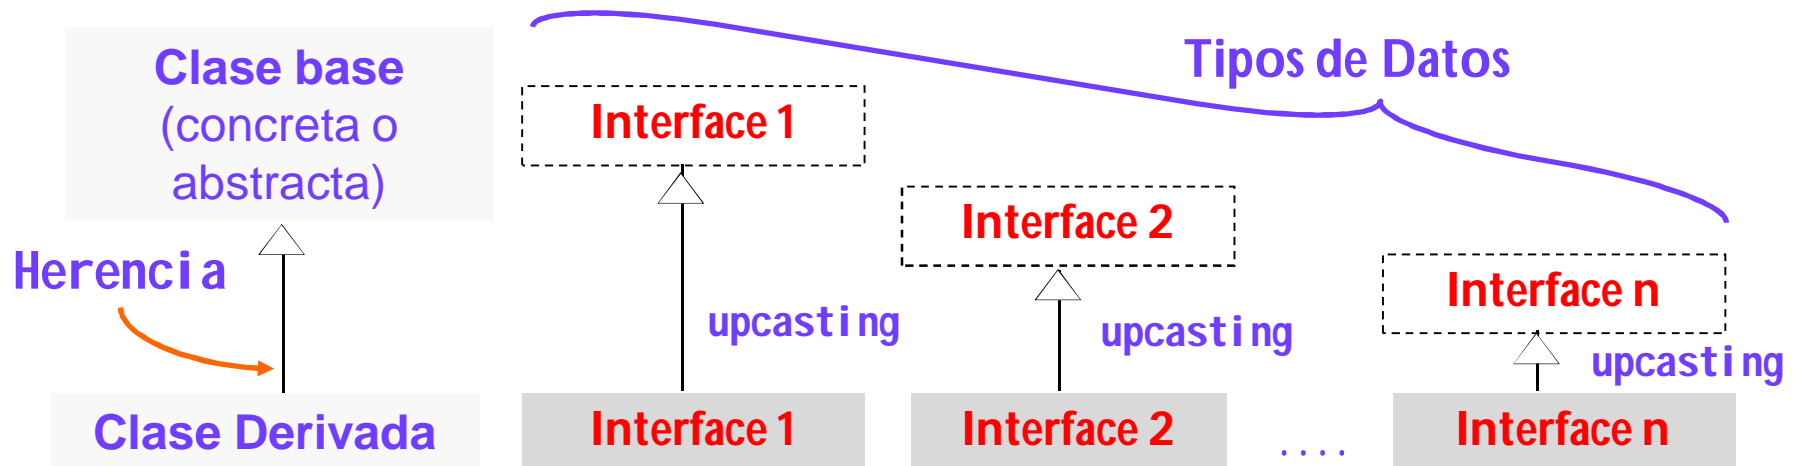 Clase base
(concreta o
abstracta)
Tipos de Datos
Interface 1
Interface 2
Interface n
Herencia
upcasting
upcasting
upcasting
Clase Derivada
Interface 1
Interface 2
....
Interface n